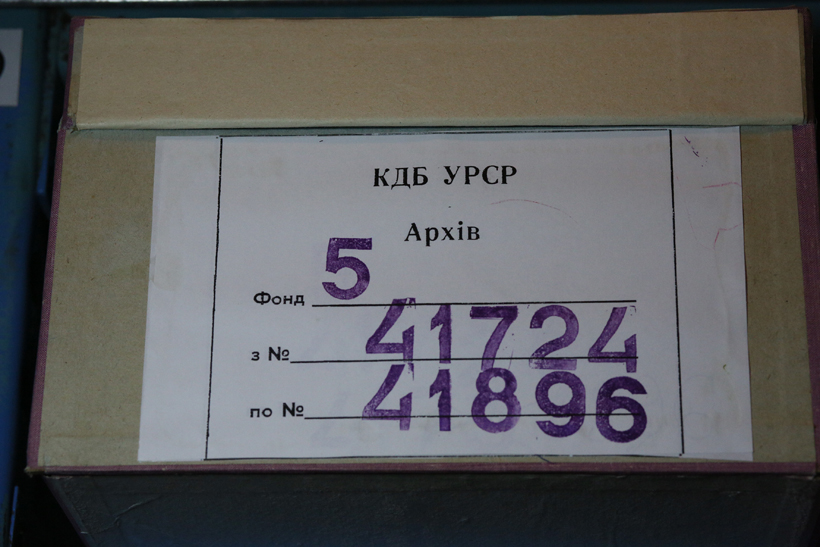 КДБ УРСР
Архів
Фонд 5
з № 41724
по № 41896